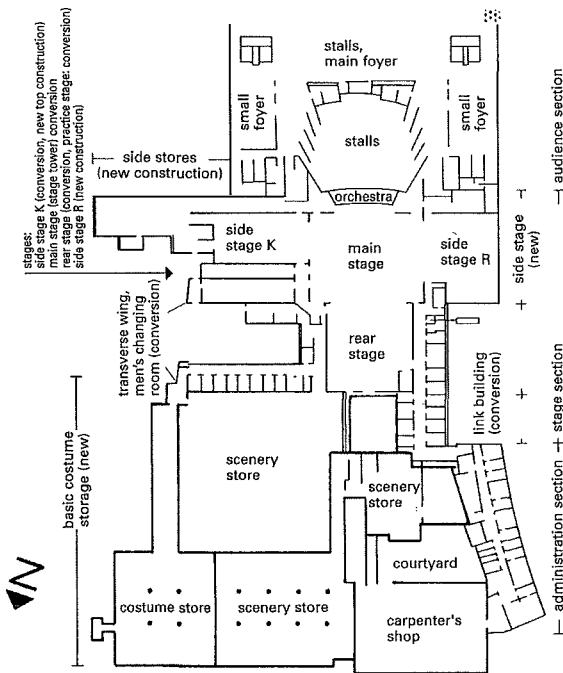 stalls,
main foyer
small
foyer
small
foyer
stalls
orchestra
side stores
(new construction)
stages:
side stage K (conversion, new top construction)
main stage (stage tower) conversion
rear stage (conversion, practice stage: conversion)
side stage R (new construction)
side
stage K
main
stage
side
stage R
rear
stage
transverse wing,
men's changing
room (conversion)
link building
(conversion)
basic costume
storage (new)
scenery
store
scenery
store
courtyard
costume store
scenery store
carpenter's
shop
N
audience section
side stage
(new)
stage section
administration section